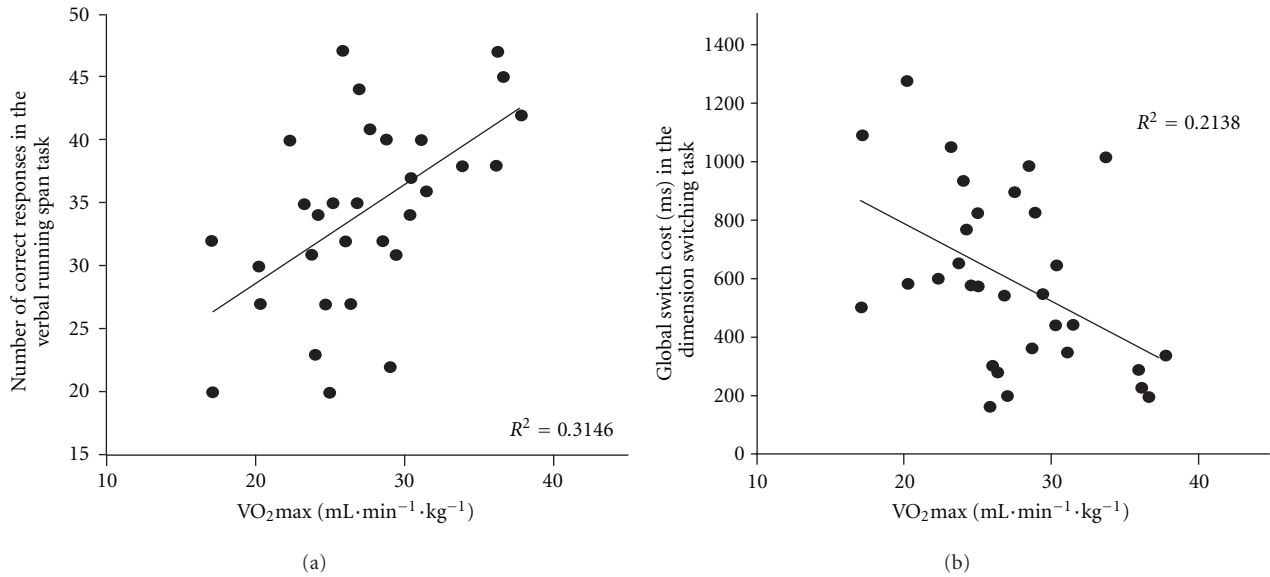 Number of correct responses in the
verbal running span task
50
45
40
35
30
25
20
15
10
20
30
40
R² = 0.3146
VO₂max (mL·min⁻¹·kg⁻¹)
(a)
Global switch cost (ms) in the
dimension switching task
1400
1200
1000
800
600
400
200
0
10
20
30
40
R² = 0.2138
VO₂max (mL·min⁻¹·kg⁻¹)
(b)